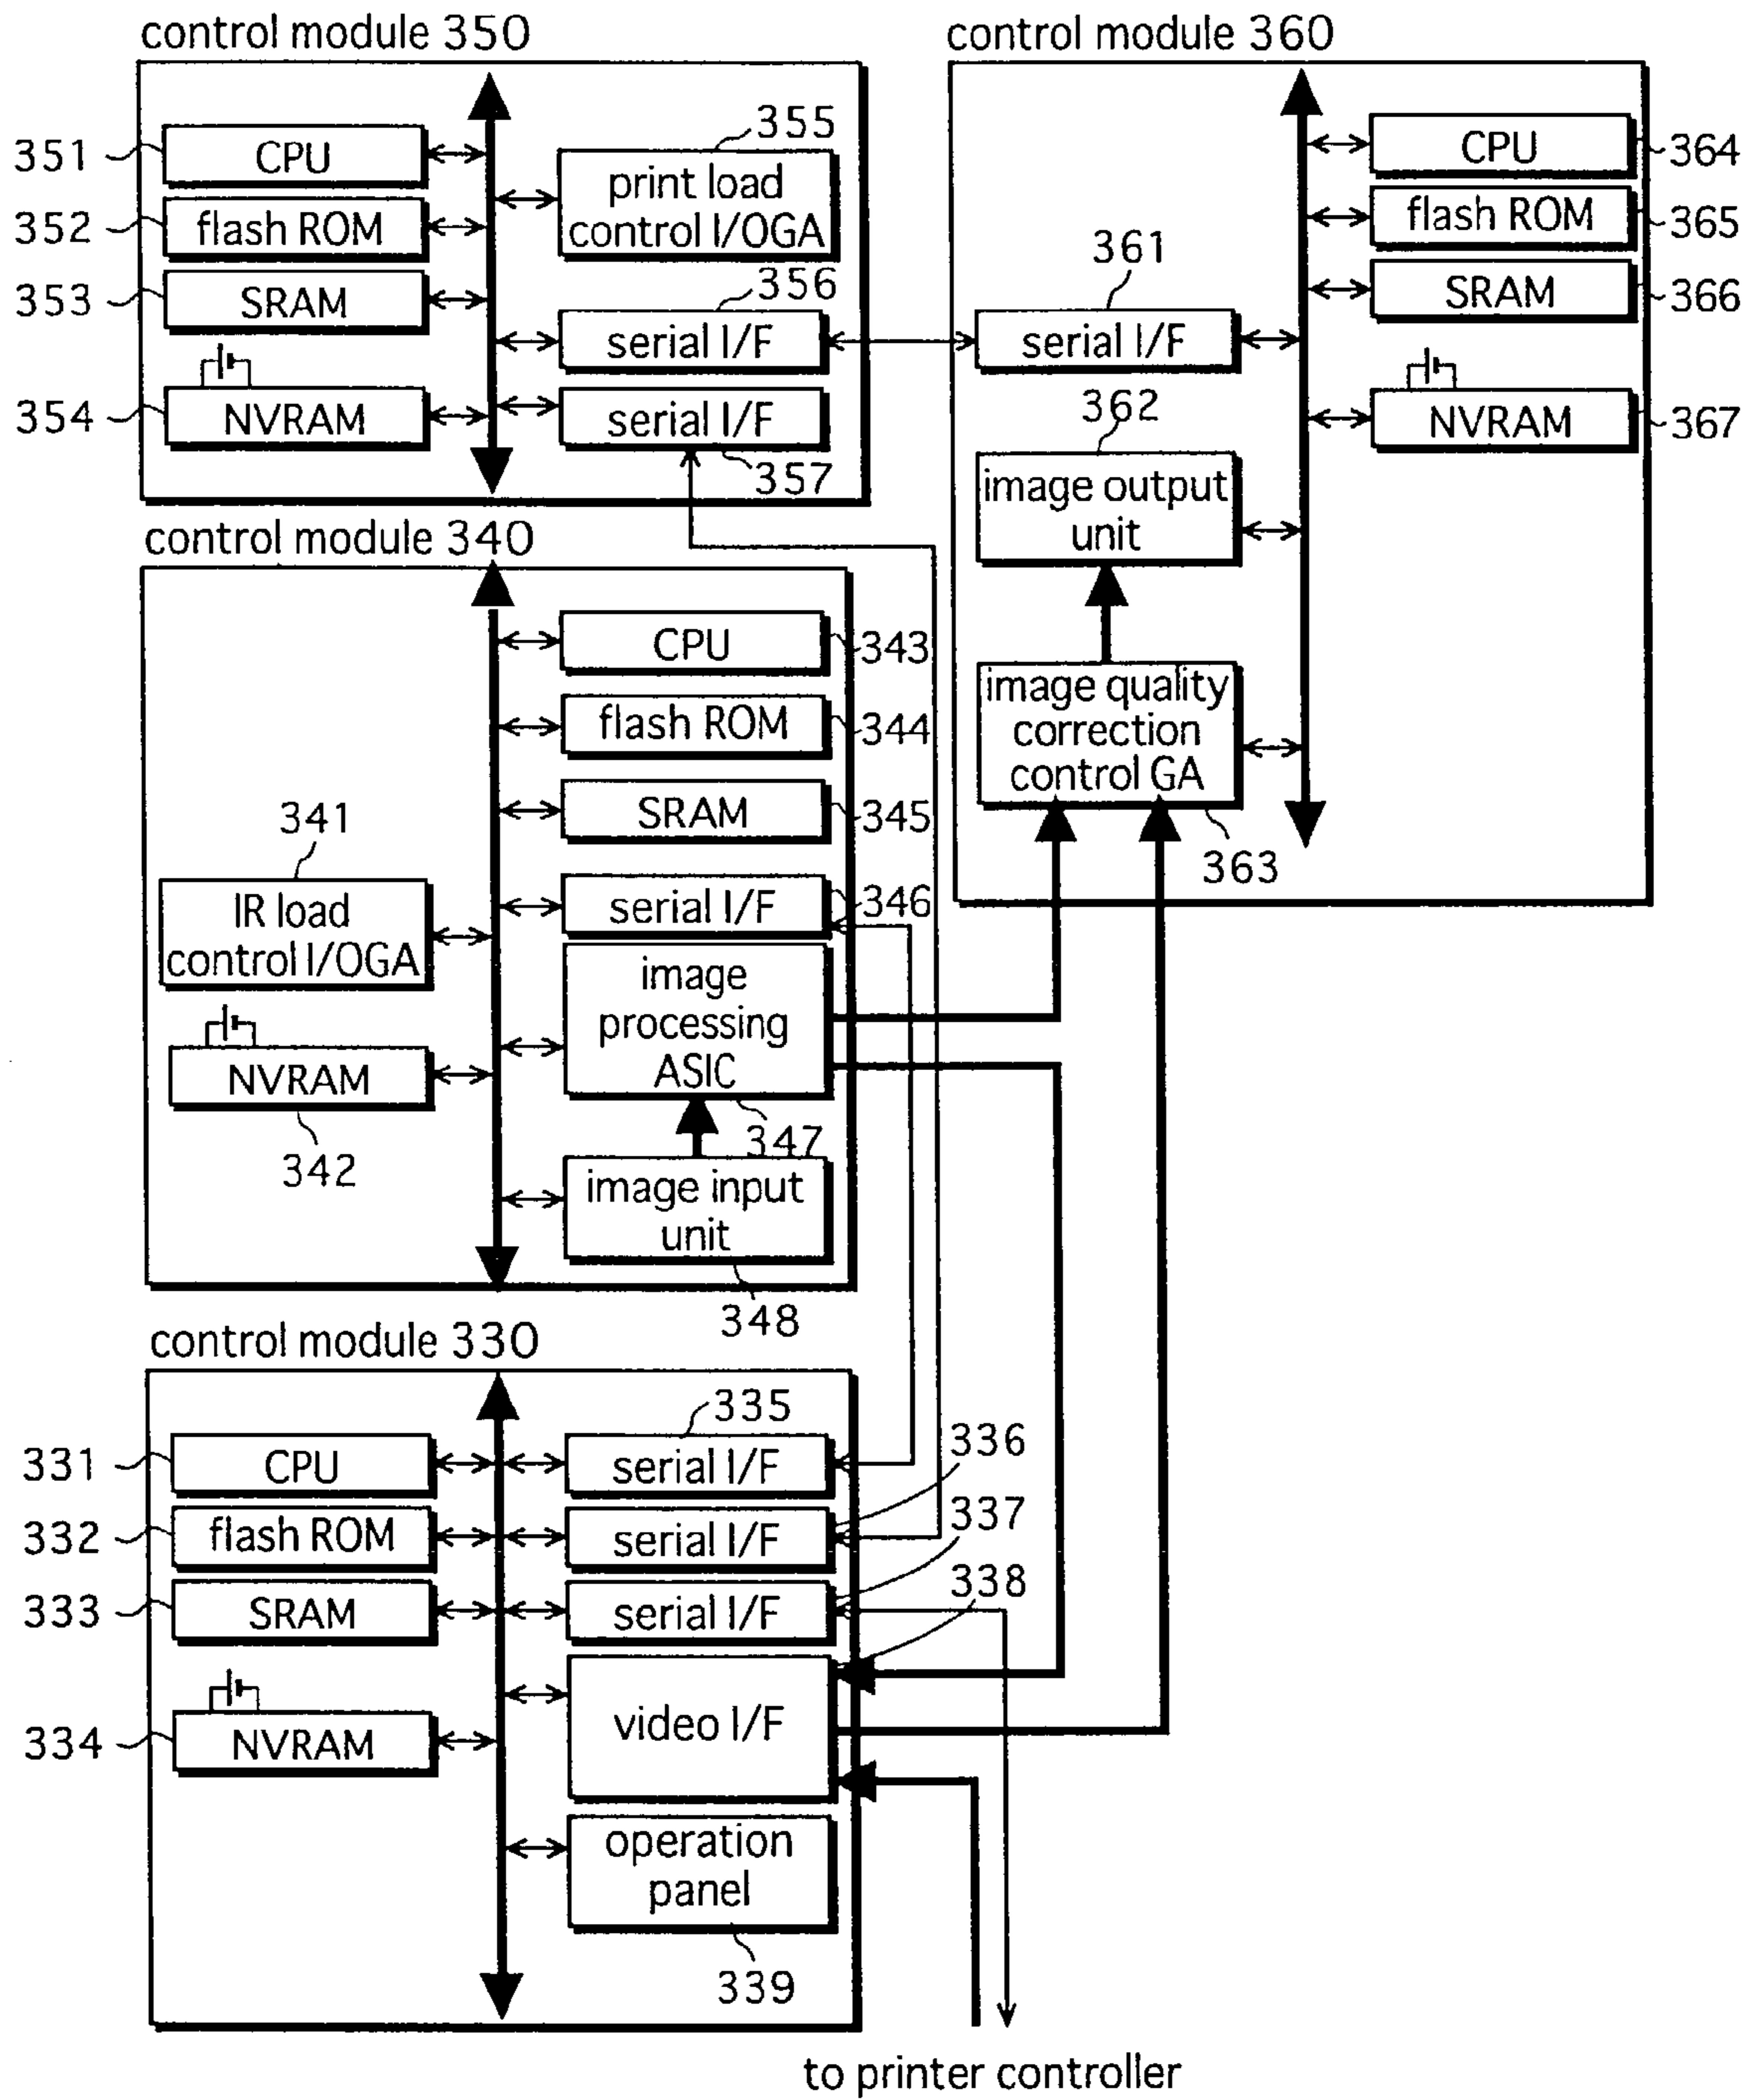 control module 350
351
CPU
352
flash ROM
353
SRAM
354
NVRAM
355
print load
control I/OGA
356
serial I/F
serial I/F
357
control module 360
CPU
364
flash ROM
365
SRAM
366
NVRAM
367
361
serial I/F
362
image output
unit
image quality
correction
control GA
363
control module 340
CPU
343
flash ROM
344
SRAM
345
serial I/F
346
341
IR load
control I/OGA
NVRAM
342
image
processing
ASIC
347
image input
unit
348
control module 330
331
CPU
332
flash ROM
333
SRAM
334
NVRAM
335
serial I/F
336
serial I/F
337
serial I/F
338
video I/F
operation
panel
339
to printer controller